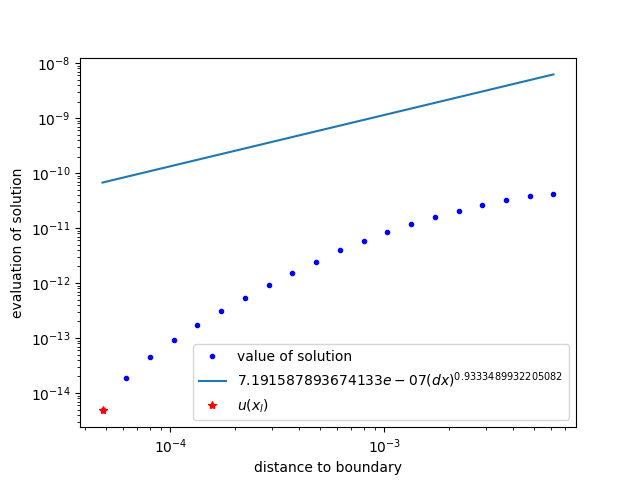 10^{-8}
10^{-9}
10^{-10}
10^{-11}
10^{-12}
10^{-13}
10^{-14}
evaluation of solution
value of solution
7.191587893674133e − 07(dx)^{0.9333489932205082}
u(x_I)
10^{-4}
10^{-3}
distance to boundary